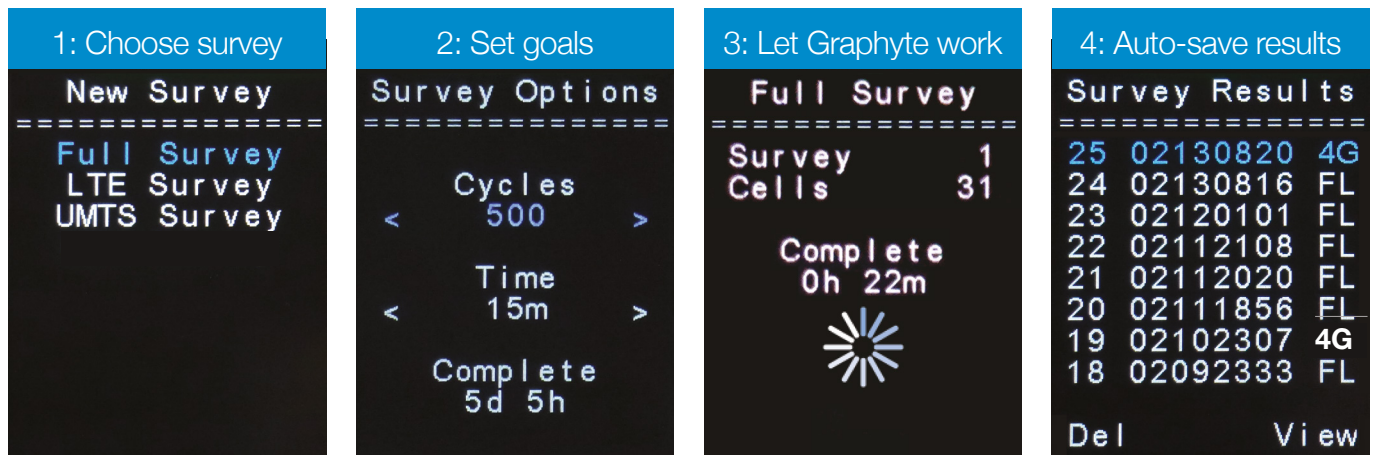 1: Choose survey
New Survey
===============
Full Survey
LTE Survey
UMTS Survey
2: Set goals
Survey Options
===============
Cycles
< 500 >
Time
< 15m >
Complete
5d 5h
3: Let Graphyte work
Full Survey
===============
Survey 1
Cells 31
Complete
0h 22m
4: Auto-save results
Survey Results
===============
25 02130820 4G
24 02130816 FL
23 02120101 FL
22 02112108 FL
21 02112020 FL
20 02111856 FL
19 02102307 4G
18 02092333 FL
Del View